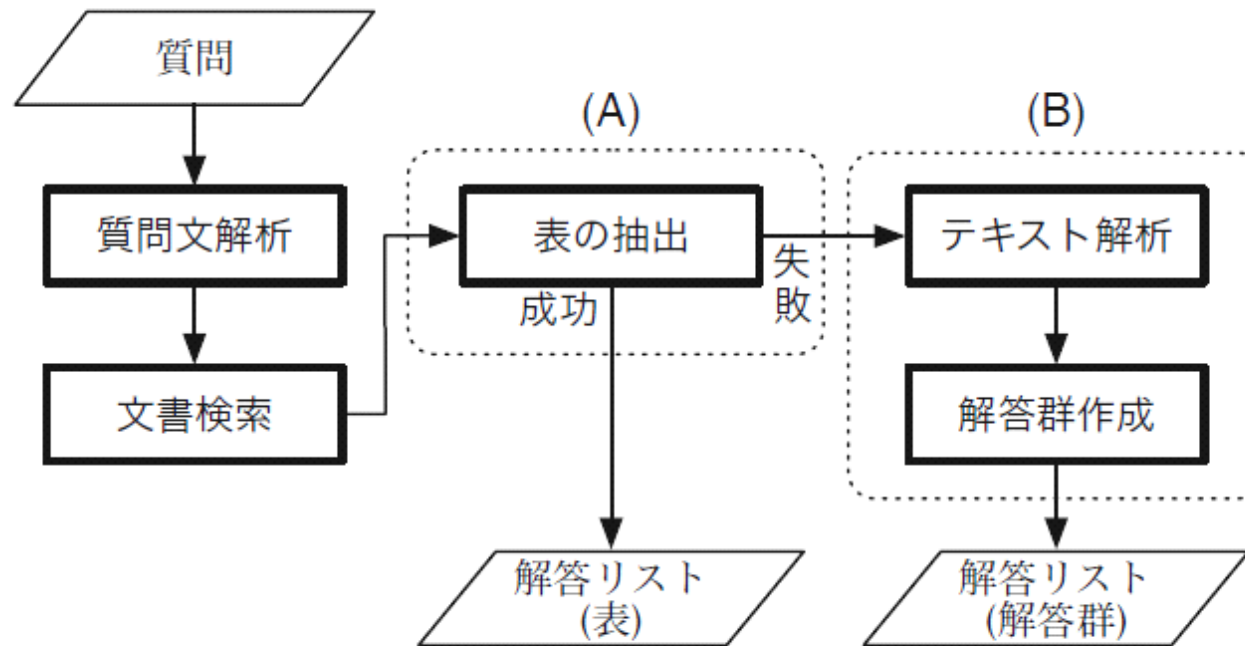 質問
質問文解析
文書検索
(A)
表の抽出
成功
失敗
解答リスト
(表)
(B)
テキスト解析
解答群作成
解答リスト
(解答群)